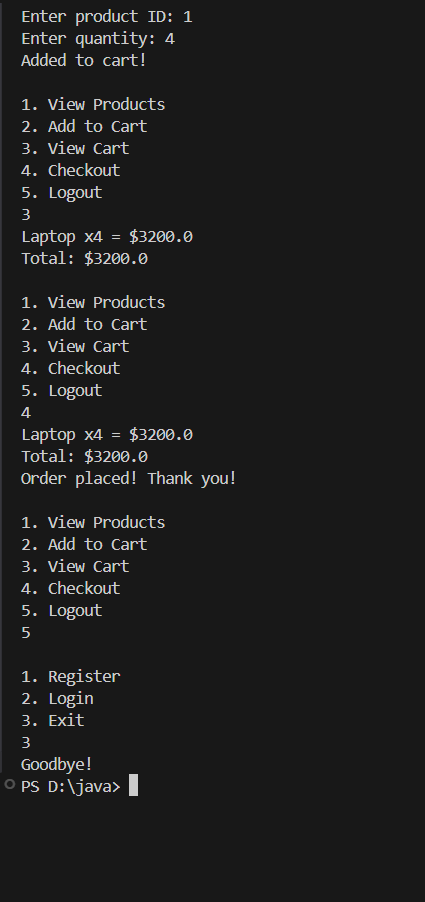 Enter product ID: 1
Enter quantity: 4
Added to cart!
1. View Products
2. Add to Cart
3. View Cart
4. Checkout
5. Logout
3
Laptop x4 = $3200.0
Total: $3200.0
1. View Products
2. Add to Cart
3. View Cart
4. Checkout
5. Logout
4
Laptop x4 = $3200.0
Total: $3200.0
Order placed! Thank you!
1. View Products
2. Add to Cart
3. View Cart
4. Checkout
5. Logout
5
1. Register
2. Login
3. Exit
3
Goodbye!
PS D:\java>